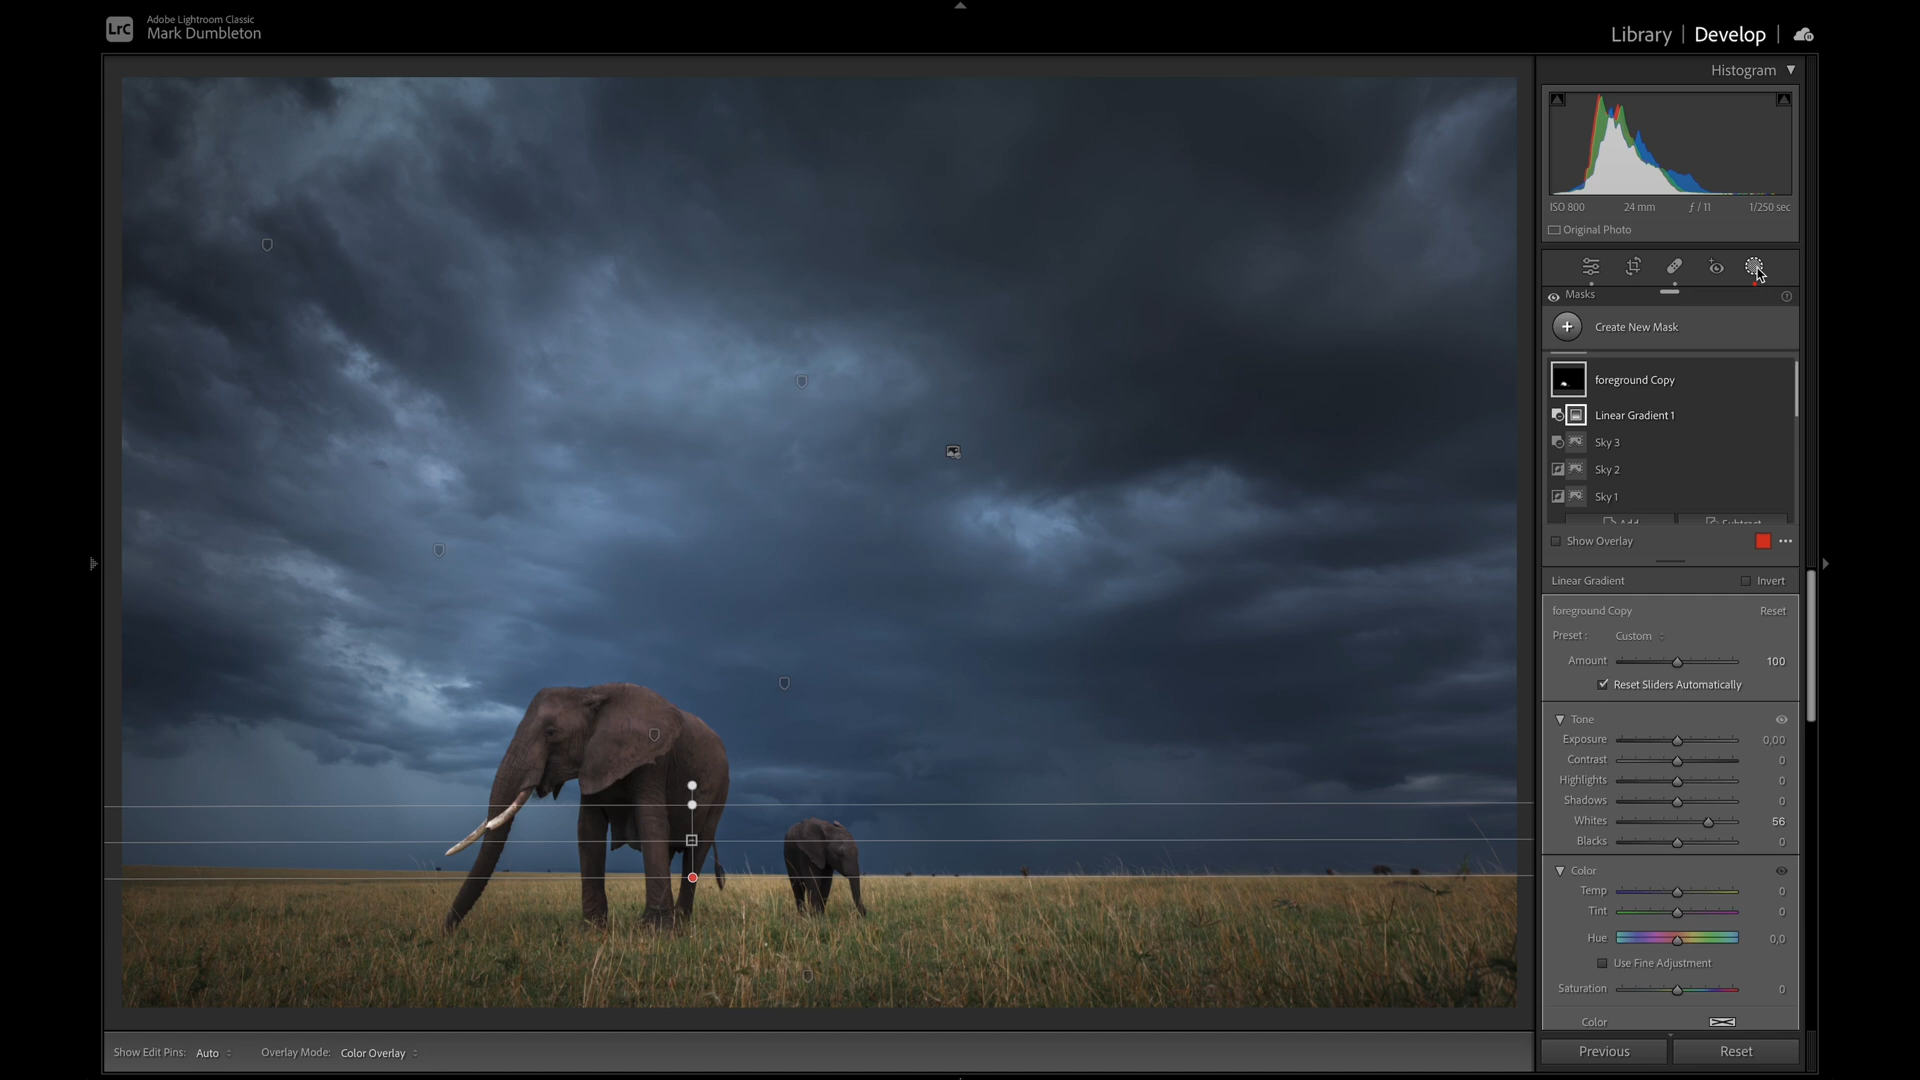 LrC
Adobe Lightroom Classic
Mark Dumbleton
Library | Develop
Histogram
ISO 800 24 mm ƒ / 11 1/250 sec
Original Photo
Masks
Create New Mask
foreground Copy
Linear Gradient 1
Sky 3
Sky 2
Sky 1
Add Subtract
Show Overlay
Linear Gradient Invert
foreground Copy Reset
Preset : Custom
Amount 100
Reset Sliders Automatically
Tone
Exposure 0,00
Contrast 0
Highlights 0
Shadows 0
Whites 56
Blacks 0
Color
Temp 0
Tint 0
Hue 0,0
Use Fine Adjustment
Saturation 0
Color
Show Edit Pins: Auto Overlay Mode: Color Overlay
Previous Reset